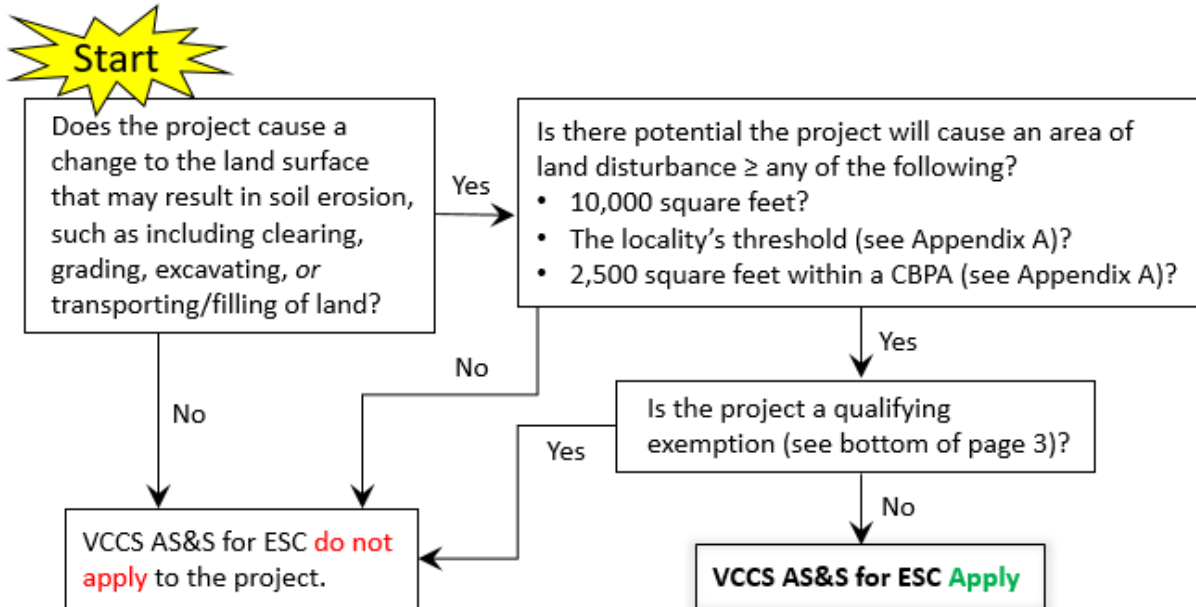 Start
Does the project cause a
change to the land surface
that may result in soil erosion,
such as including clearing,
grading, excavating, or
transporting/filling of land?
Yes
Is there potential the project will cause an area of
land disturbance ≥ any of the following?
• 10,000 square feet?
• The locality's threshold (see Appendix A)?
• 2,500 square feet within a CBPA (see Appendix A)?
No
No
Yes
Is the project a qualifying
exemption (see bottom of page 3)?
Yes
No
VCCS AS&S for ESC do not
apply to the project.
VCCS AS&S for ESC Apply